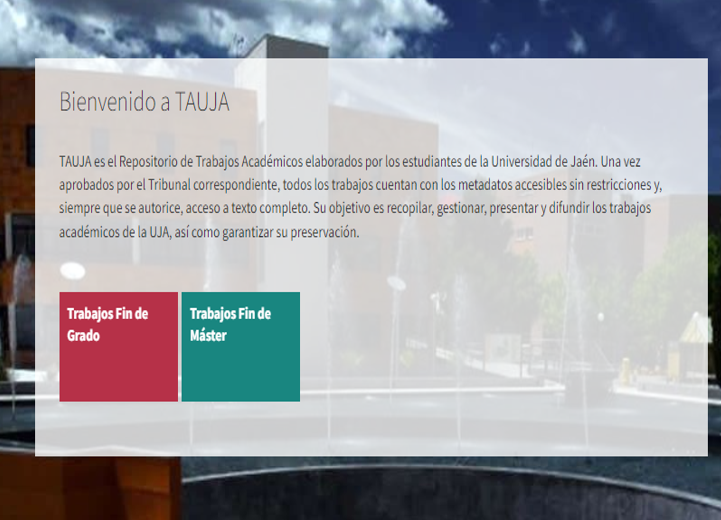 Bienvenido a TAUJA
TAUJA es el Repositorio de Trabajos Académicos elaborados por los estudiantes de la Universidad de Jaén. Una vez
aprobados por el Tribunal correspondiente, todos los trabajos cuentan con los metadatos accesibles sin restricciones y,
siempre que se autorice, acceso a texto completo. Su objetivo es recopilar, gestionar, presentar y difundir los trabajos
académicos de la UJA, así como garantizar su preservación.
Trabajos Fin de
Grado
Trabajos Fin de
Máster